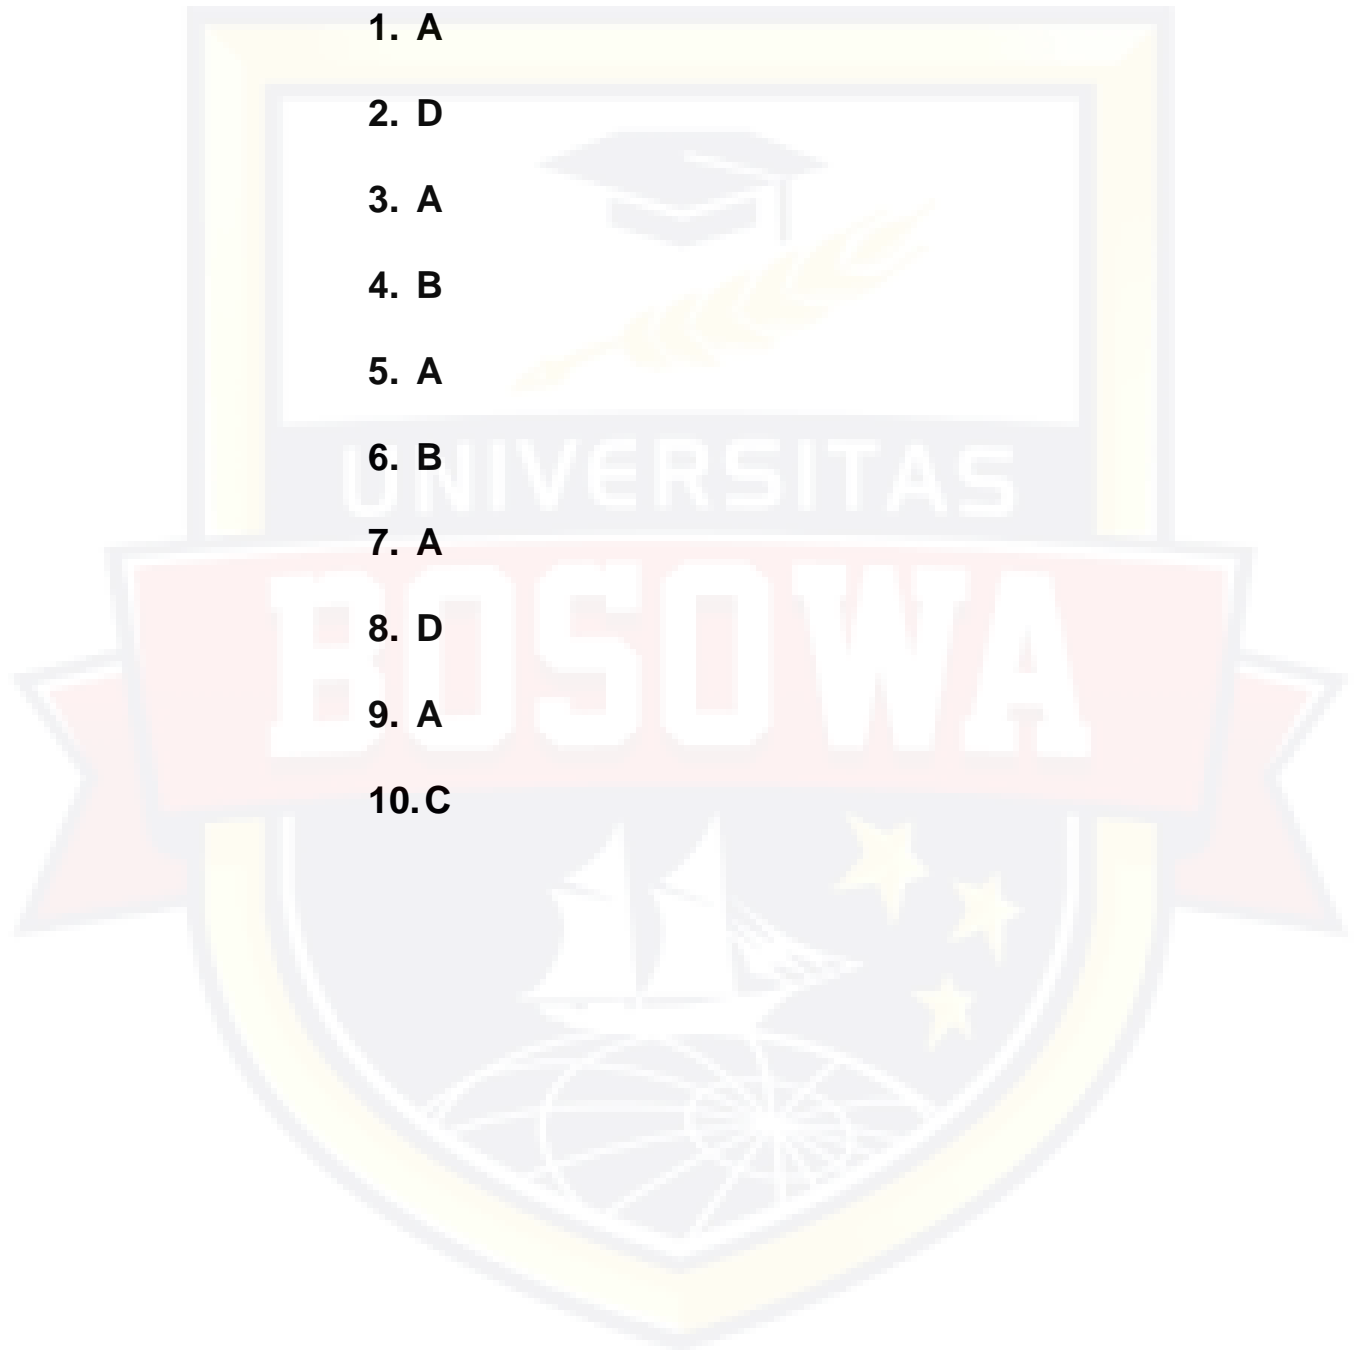 1. A
2. D
3. A
4. B
5. A
6. B
7. A
8. D
9. A
10. C
UNIVERSITAS
BOSOWA